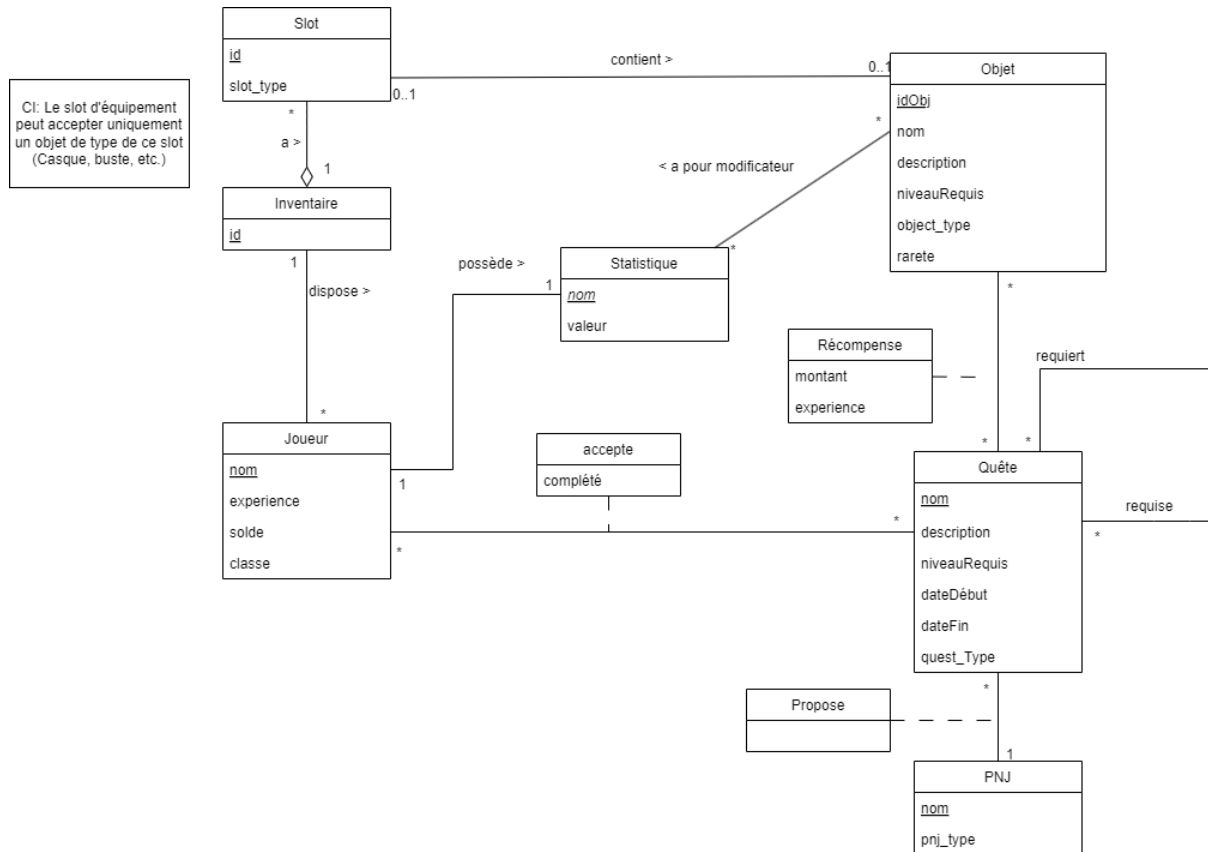 Slot
id
slot_type
contient >
0..1
0..1
Objet
idObj
nom
description
niveauRequis
object_type
rarete
CI: Le slot d'équipement
peut accepter uniquement
un objet de type de ce slot
(Casque, buste, etc.)
*
a >
1
Inventaire
id
1
dispose >
*
< a pour modificateur
*
*
possède >
1
Statistique
nom
valeur
1
Récompense
montant
experience
*
*
requiert
*
Joueur
nom
experience
solde
classe
accepte
complété
*
*
Quête
nom
description
niveauRequis
dateDébut
dateFin
quest_Type
requise
*
Propose
*
1
PNJ
nom
pnj_type